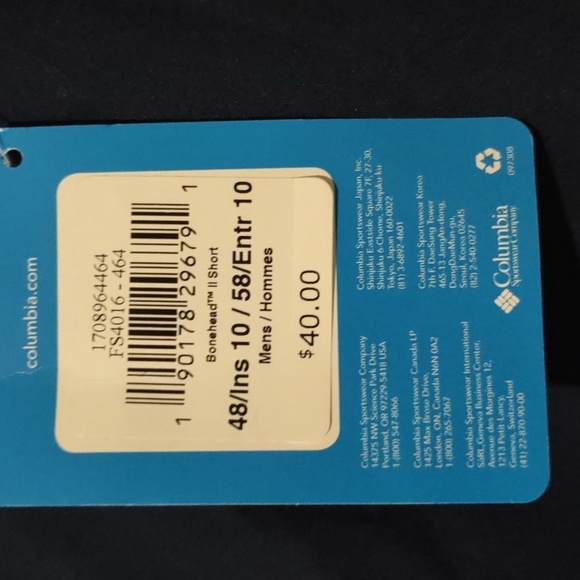 columbia.com
1708964464
FS4016 - 464
1 90178 29679 1
Bonehead™ II Short
48/Ins 10 / 58/Entr 10
Mens / Hommes
$40.00
Columbia Sportswear Company
14375 NW Science Park Drive
Portland, OR 97229-5418 USA
1-(800) 547-8066
Columbia Sportswear Canada LP
1425 Max Brose Drive,
London, ON, Canada N6N 0A2
1-(800) 265-7067
Columbia Sportswear International
SàRL, Geneva Business Center,
Avenue des Morgines 12,
1213 Petit-Lancy,
Geneva, Switzerland
(41) 22-870-90-00
Columbia Sportswear Japan, Inc.
Shinjuku Eastside Square 7F, 27-30,
Shinjuku 6-Chome, Shinjuku-ku
Tokyo, Japan 160-0022
(81) 3-6892-4601
Columbia Sportswear Korea
7th F. DaeSung Tower
465-13 JongAn-dong,
DongDaeMun-gu,
Seoul, Korea 02645
(82) 2-540-0277
Columbia
Sportswear Company
097308